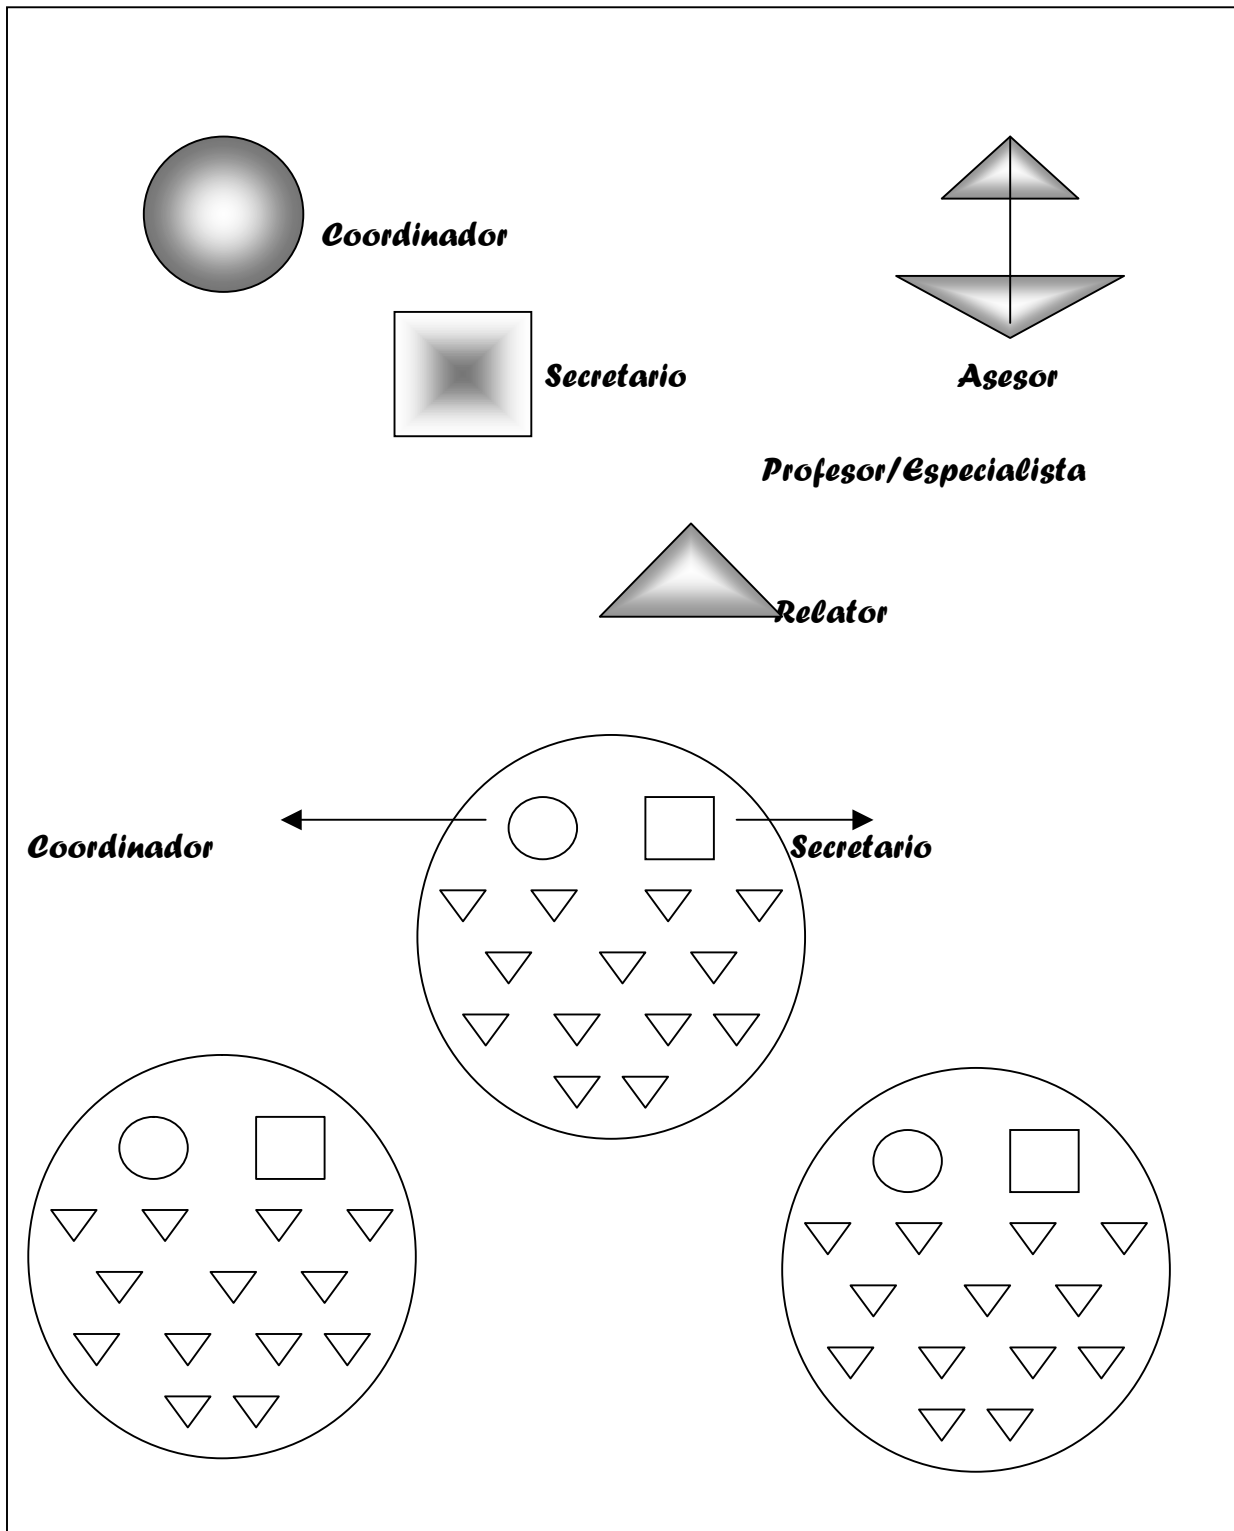 Coordinador
Secretario
Asesor
Profesor/Especialista
Relator
Coordinador
Secretario